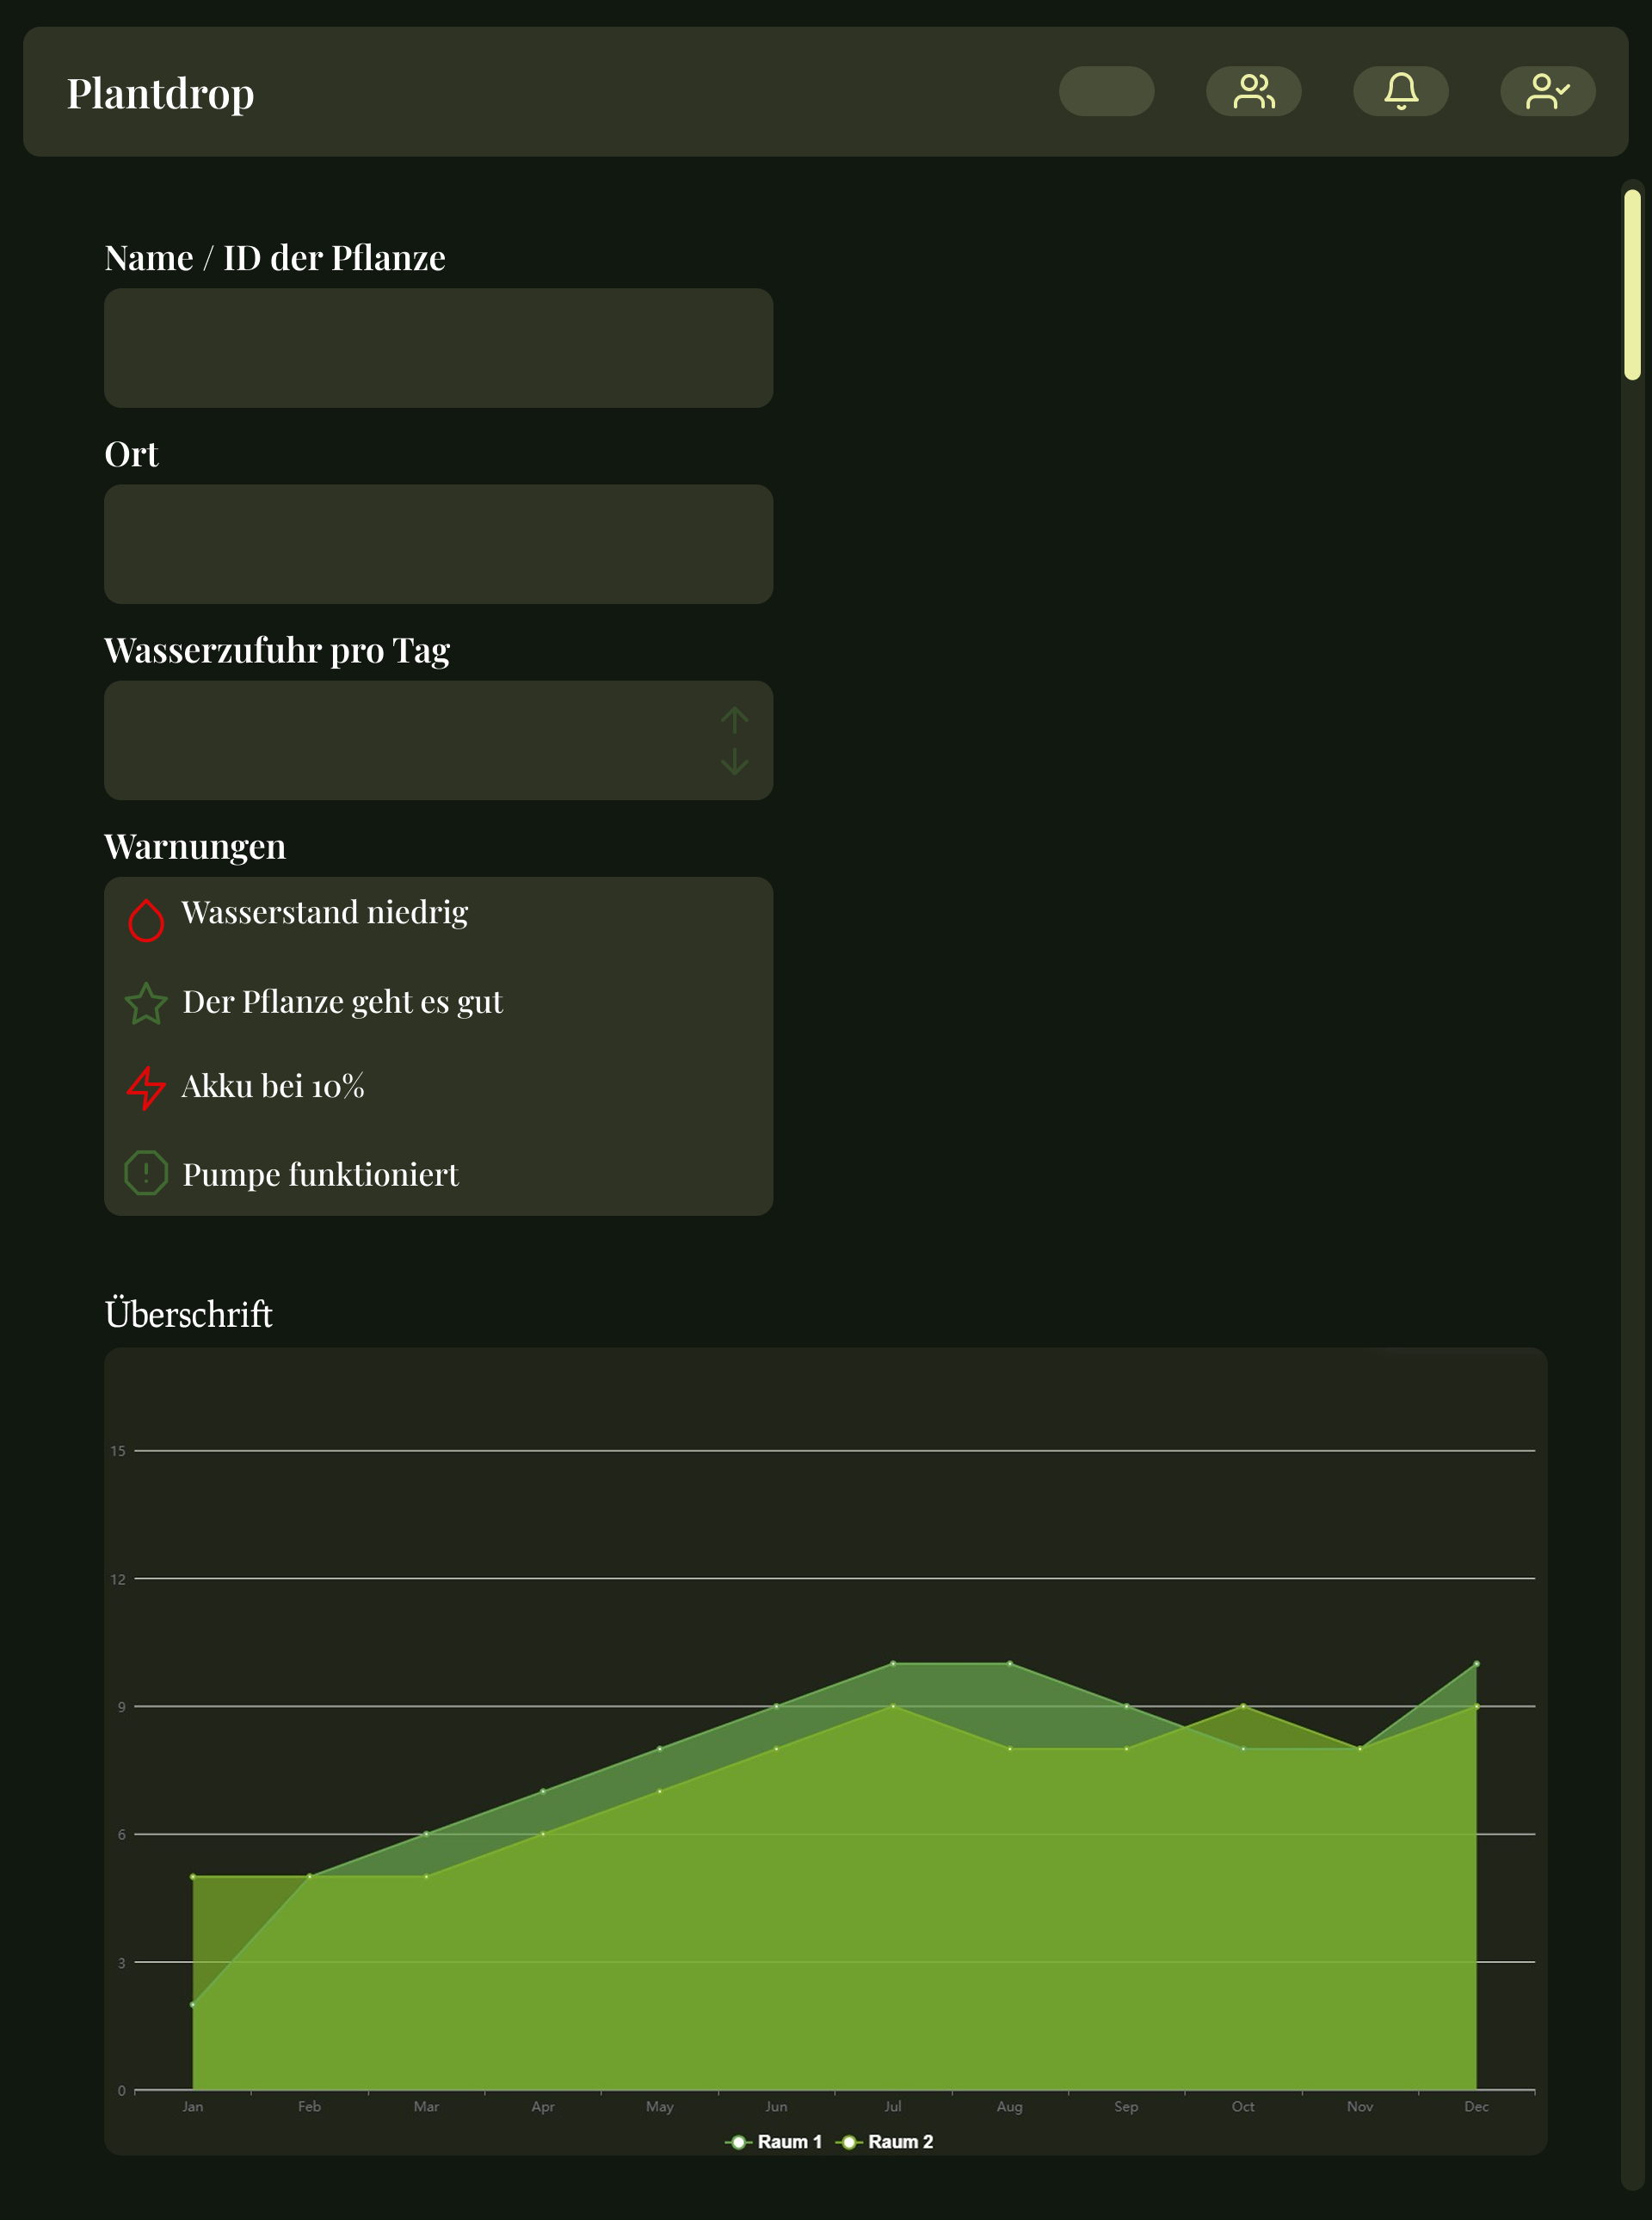 Plantdrop
Name / ID der Pflanze
Ort
Wasserzufuhr pro Tag
Warnungen
Wasserstand niedrig
Der Pflanze geht es gut
Akku bei 10%
Pumpe funktioniert
Überschrift
15
12
9
6
3
0
Jan Feb Mar Apr May Jun Jul Aug Sep Oct Nov Dec
Raum 1 Raum 2